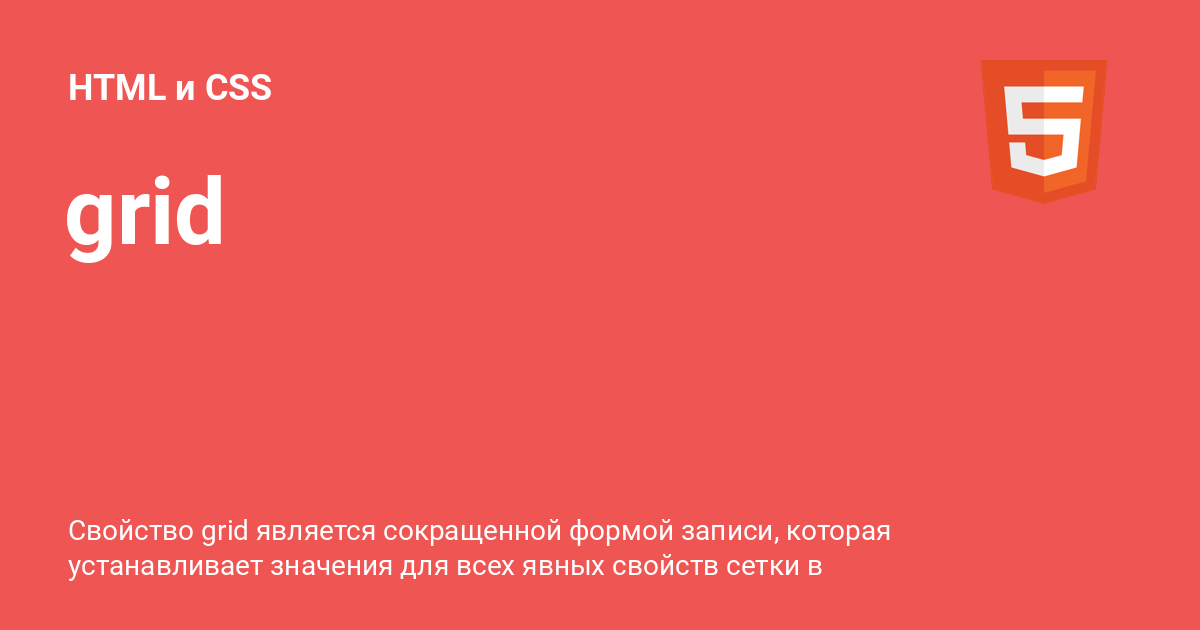 HTML и CSS
grid
Свойство grid является сокращенной формой записи, которая
устанавливает значения для всех явных свойств сетки в